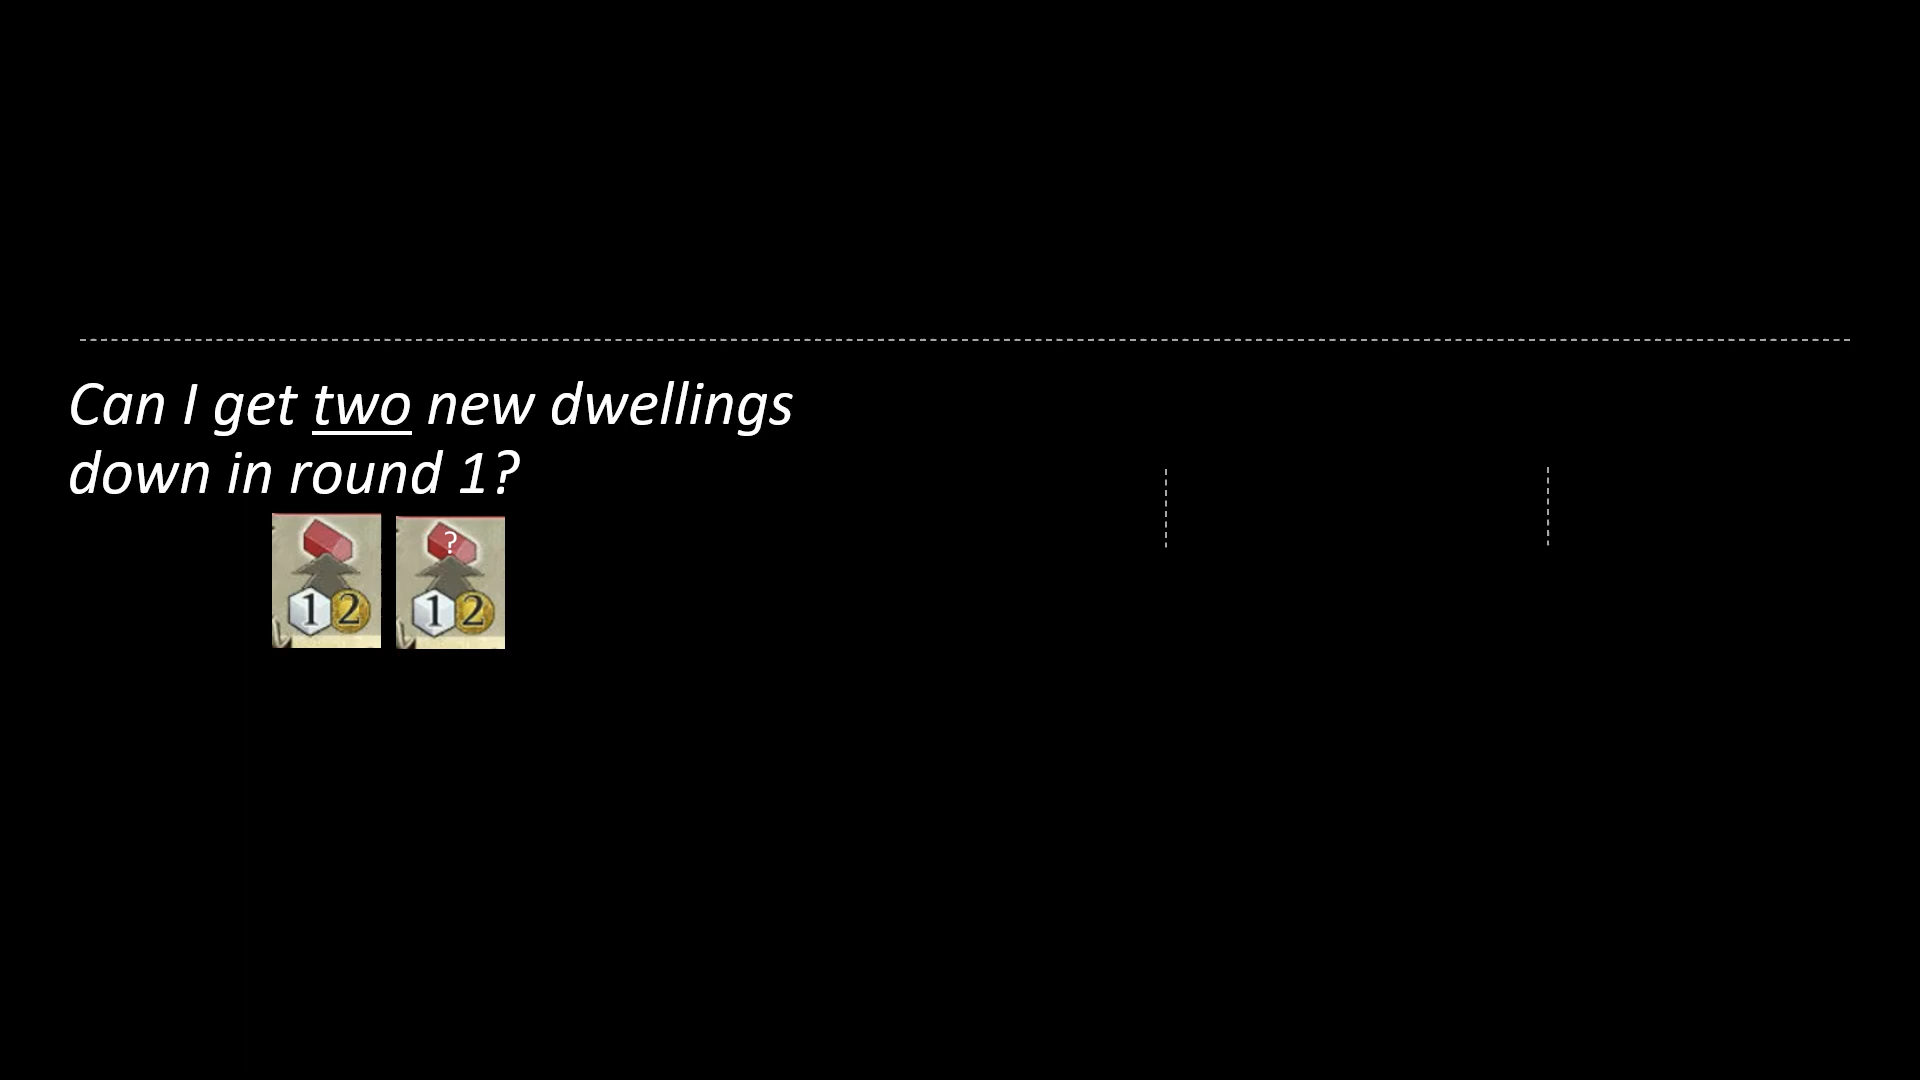 Can I get two new dwellings
down in round 1?
?
1 2 1 2